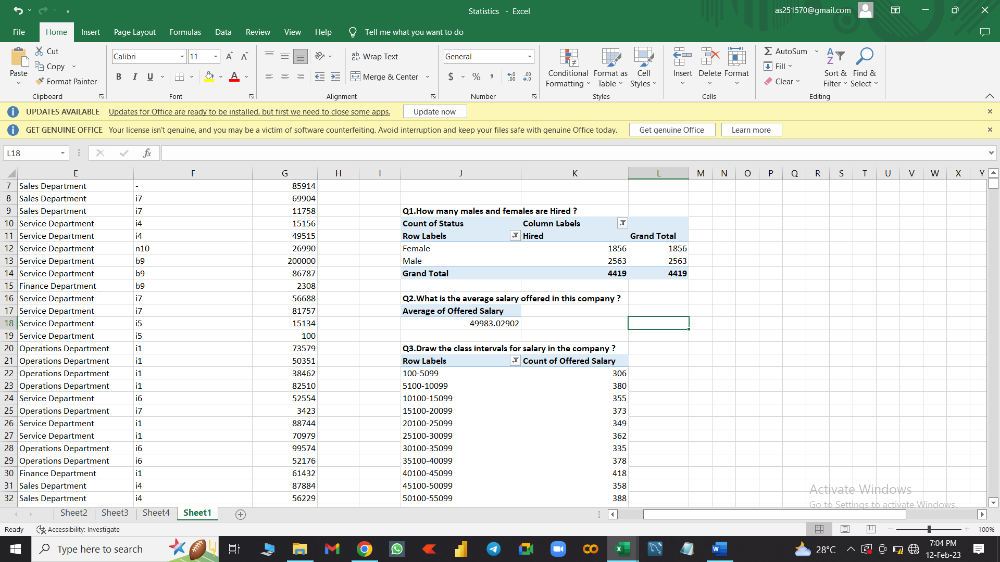 Statistics - Excel
as251570@gmail.com
File Home Insert Page Layout Formulas Data Review View Help Tell me what you want to do
Cut
Copy
Format Painter
Paste
Clipboard
Calibri 11
B I U
Font
Wrap Text
Merge & Center
Alignment
General
$ % ,
Number
Conditional Formatting
Format as Table
Cell Styles
Styles
Insert Delete Format
Cells
AutoSum
Fill
Clear
Sort & Filter
Find & Select
Editing
UPDATES AVAILABLE Updates for Office are ready to be installed, but first we need to close some apps. Update now
GET GENUINE OFFICE Your license isn't genuine, and you may be a victim of software counterfeiting. Avoid interruption and keep your files safe with genuine Office today. Get genuine Office Learn more
L18 fx
E F G H I J K L M N O P Q R S T U V W X Y
7 Sales Department - 85914
8 Sales Department i7 69904
9 Sales Department i7 11758 Q1.How many males and females are Hired ?
10 Service Department i4 15156 Count of Status Column Labels
11 Service Department i4 49515 Row Labels Hired Grand Total
12 Service Department n10 26990 Female 1856 1856
13 Service Department b9 200000 Male 2563 2563
14 Service Department b9 86787 Grand Total 4419 4419
15 Finance Department b9 2308
16 Service Department i7 56688 Q2.What is the average salary offered in this company ?
17 Service Department i7 81757 Average of Offered Salary
18 Service Department i5 15134 49983.02902
19 Service Department i5 100
20 Operations Department i1 73579 Q3.Draw the class intervals for salary in the company ?
21 Operations Department i1 50351 Row Labels Count of Offered Salary
22 Operations Department i1 38462 100-5099 306
23 Operations Department i1 82510 5100-10099 380
24 Service Department i6 52554 10100-15099 355
25 Operations Department i7 3423 15100-20099 373
26 Service Department i1 88744 20100-25099 349
27 Service Department i1 70979 25100-30099 362
28 Operations Department i6 99574 30100-35099 335
29 Operations Department i6 52176 35100-40099 378
30 Finance Department i1 61432 40100-45099 418
31 Sales Department i4 87884 45100-50099 358
32 Sales Department i4 56229 50100-55099 388
Activate Windows
Go to Settings to activate Windows.
Sheet2 Sheet3 Sheet4 Sheet1
Ready Accessibility: Investigate 100%
Type here to search
28°C
7:04 PM
12-Feb-23